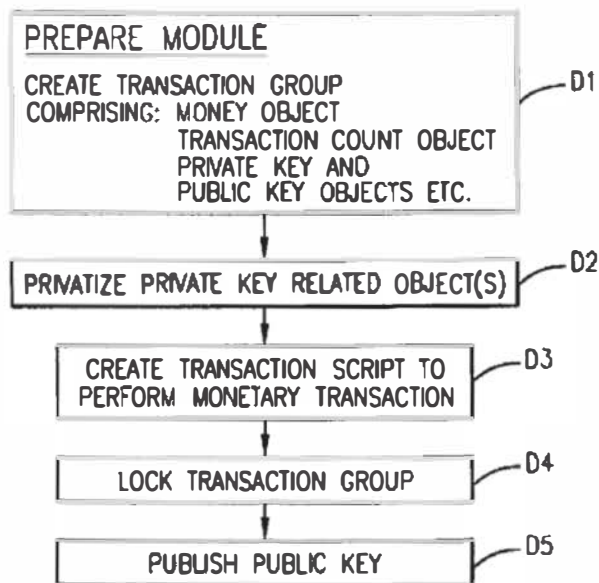 PREPARE MODULE
D1
CREATE TRANSACTION GROUP
COMPRISING: MONEY OBJECT
TRANSACTION COUNT OBJECT
PRIVATE KEY AND
PUBLIC KEY OBJECTS ETC.
D2
PRIVATIZE PRIVATE KEY RELATED OBJECT(S)
D3
CREATE TRANSACTION SCRIPT TO
PERFORM MONETARY TRANSACTION
D4
LOCK TRANSACTION GROUP
D5
PUBLISH PUBLIC KEY